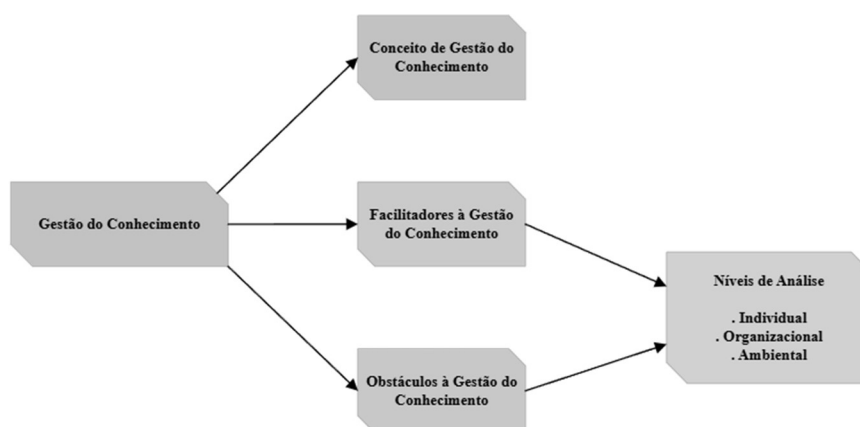 Conceito de Gestão do
Conhecimento
Gestão do Conhecimento
Facilitadores à Gestão
do Conhecimento
Obstáculos à Gestão do
Conhecimento
Níveis de Análise
. Individual
. Organizacional
. Ambiental